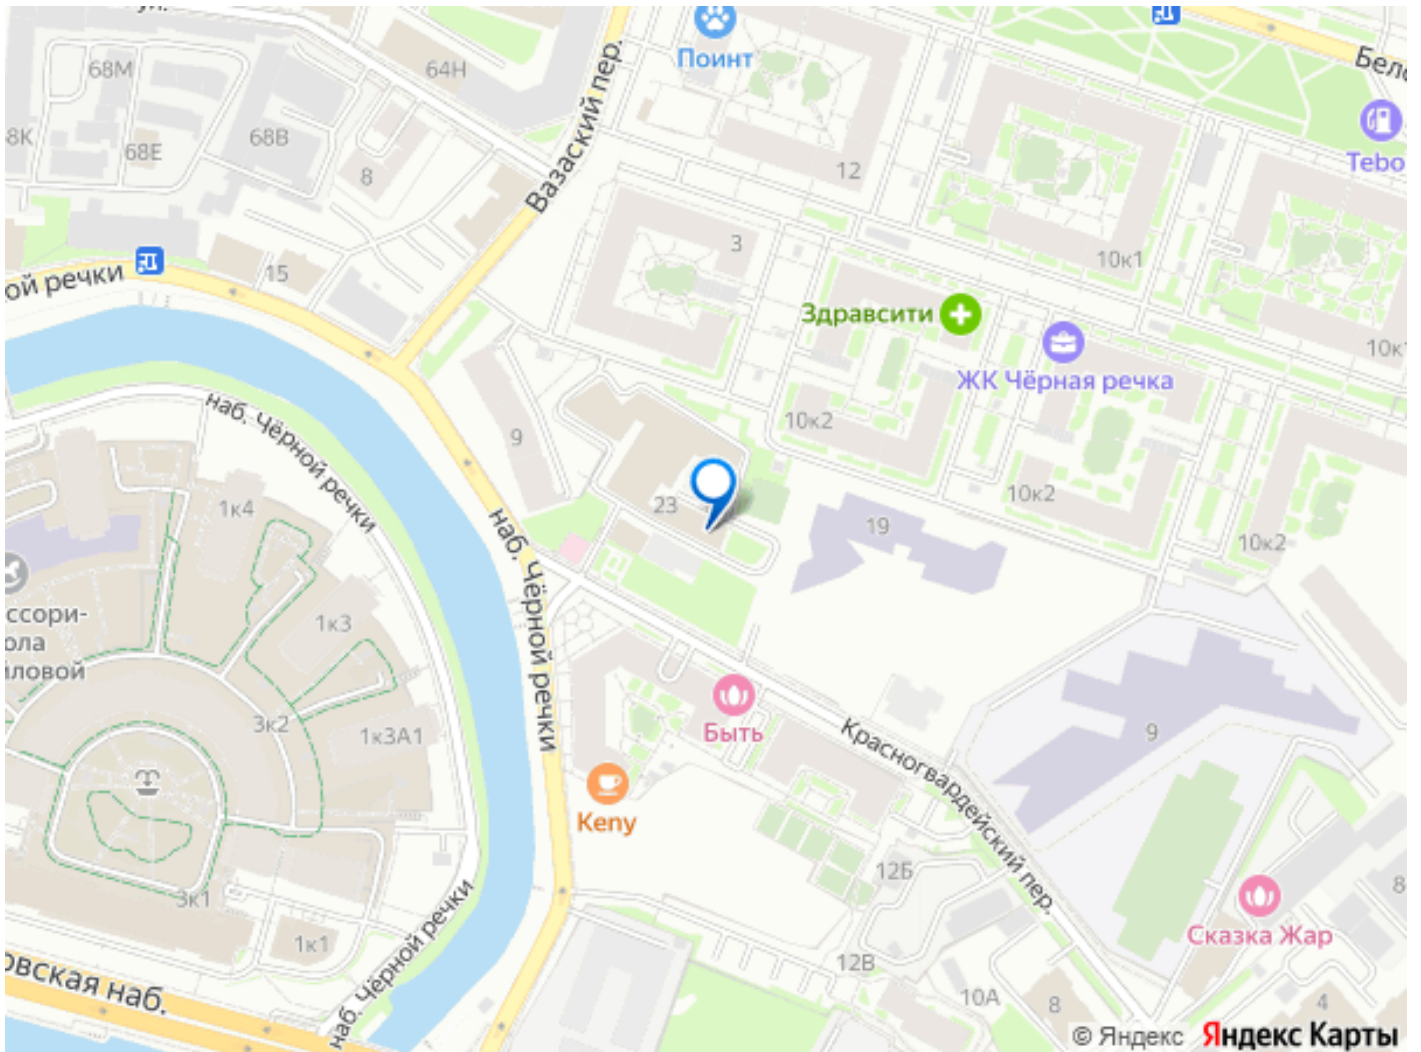 ул.
68М
64Н
Поинт
Вазаский пер.
Бело
Tebo
8К
68Е
68В
8
12
3
10к1
ой речки
15
Здравсити
ЖК Чёрная речка
10к
наб. Чёрной речки
9
10к2
1к4
23
наб. Чёрной речки
19
10к2
10к2
ссори-
ола
иловой
1к3
3к2
1к3А1
Быть
Красногвардейский пер.
9
Keny
12Б
3к1
наб. Чёрной речки
1к1
8
Сказка Жар
овская наб.
12В
10А
8
4
© Яндекс Яндекс Карты